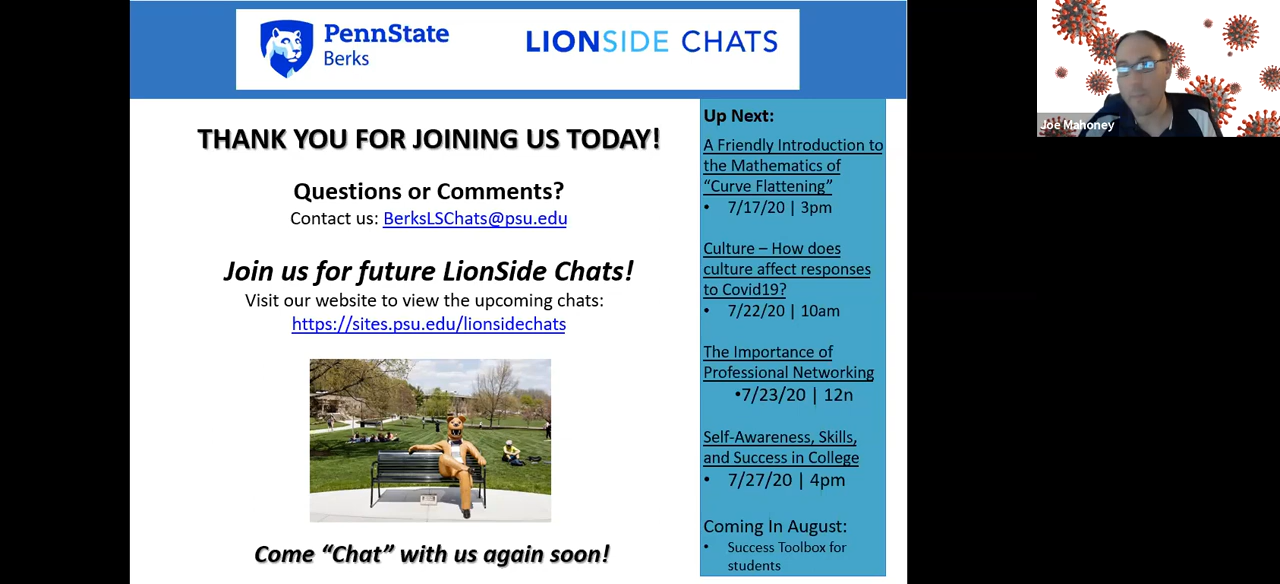 PennState
Berks
LIONSIDE CHATS
THANK YOU FOR JOINING US TODAY!
Questions or Comments?
Contact us: BerksLSChats@psu.edu
Join us for future LionSide Chats!
Visit our website to view the upcoming chats:
https://sites.psu.edu/lionsidechats
Come “Chat” with us again soon!
Up Next:
A Friendly Introduction to
the Mathematics of
“Curve Flattening”
• 7/17/20 | 3pm
Culture – How does
culture affect responses
to Covid19?
• 7/22/20 | 10am
The Importance of
Professional Networking
•7/23/20 | 12n
Self-Awareness, Skills,
and Success in College
• 7/27/20 | 4pm
Coming In August:
• Success Toolbox for
students
Joe Mahoney